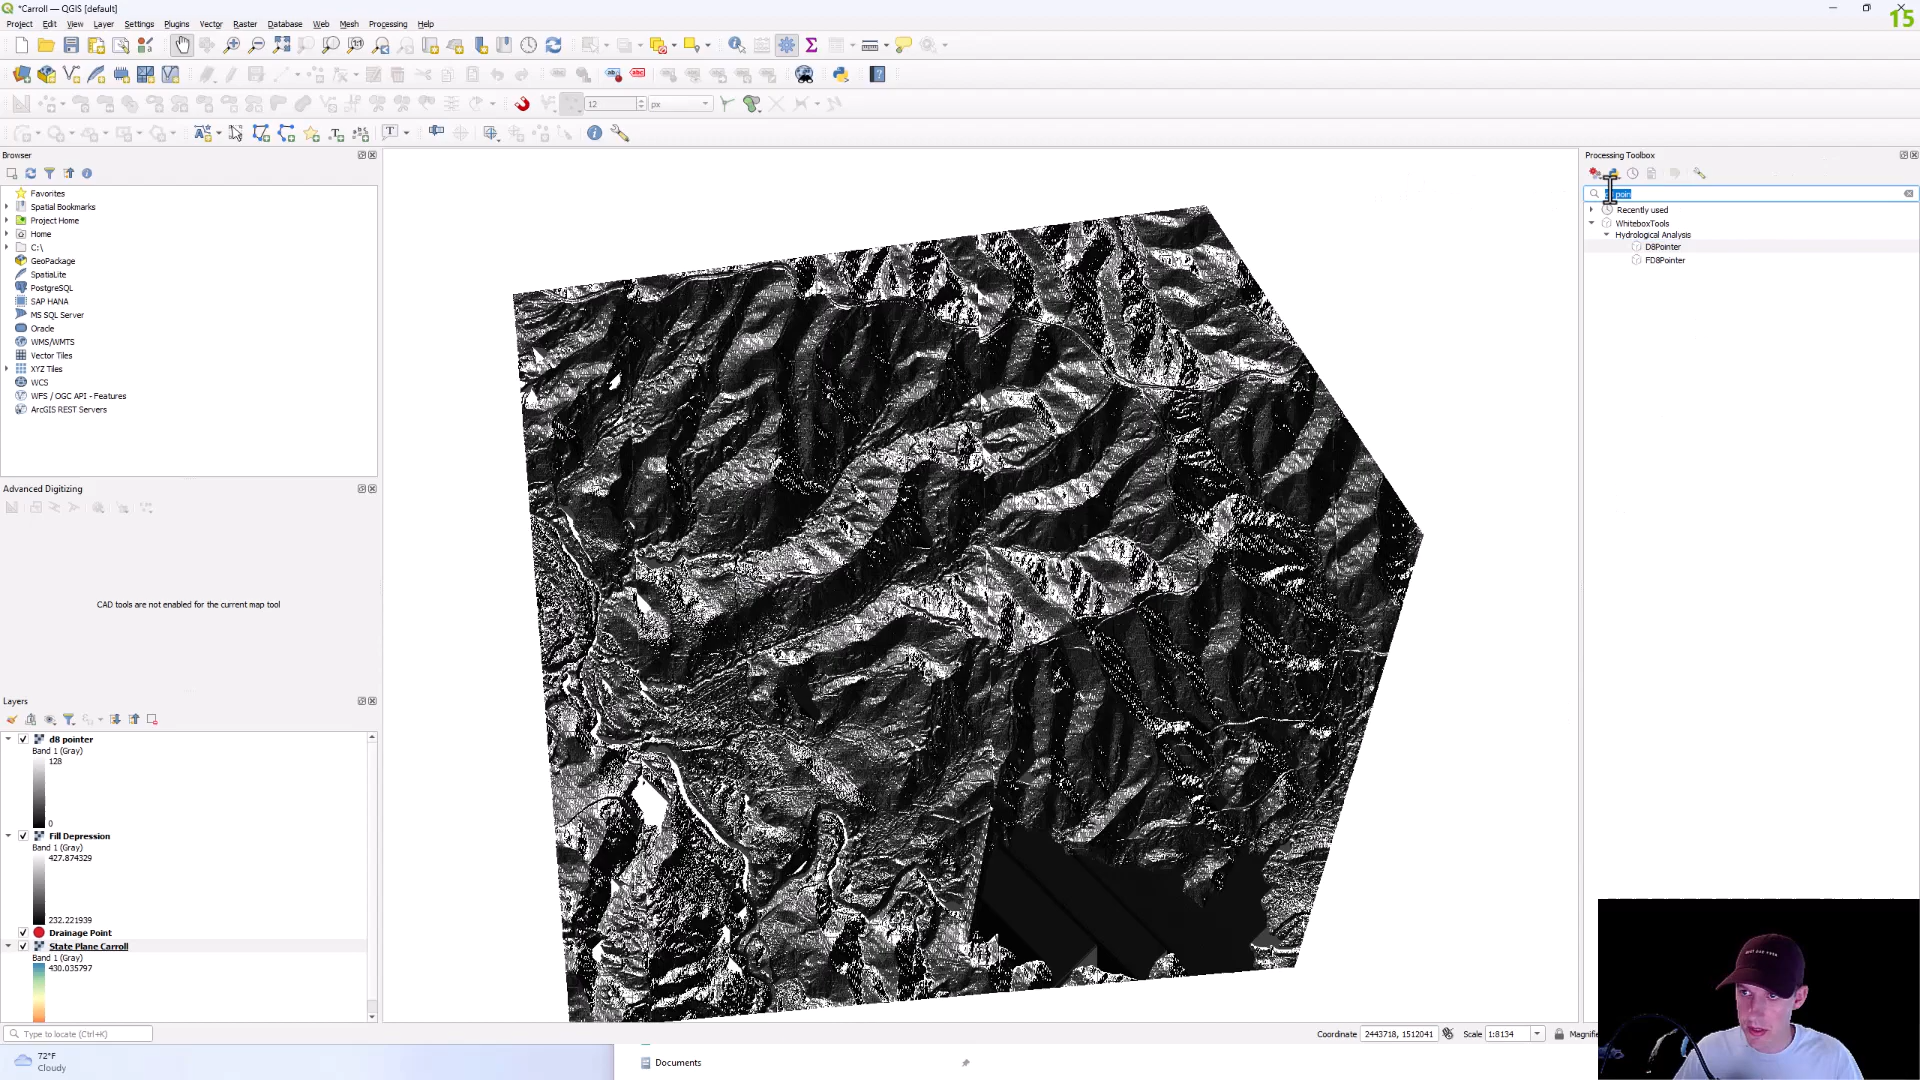 *Carroll — QGIS [default]
15
Project Edit View Layer Settings Plugins Vector Raster Database Web Mesh Processing Help
12 px
Browser
Favorites
Spatial Bookmarks
Project Home
Home
C:\
GeoPackage
SpatiaLite
PostgreSQL
SAP HANA
MS SQL Server
Oracle
WMS/WMTS
Vector Tiles
XYZ Tiles
WCS
WFS / OGC API - Features
ArcGIS REST Servers
Advanced Digitizing
CAD tools are not enabled for the current map tool
Layers
d8 pointer
Band 1 (Gray)
128
0
Fill Depression
Band 1 (Gray)
427.874329
232.221939
Drainage Point
State Plane Carroll
Band 1 (Gray)
430.035797
Processing Toolbox
poin
Recently used
WhiteboxTools
Hydrological Analysis
D8Pointer
FD8Pointer
Type to locate (Ctrl+K)
Coordinate 2443718, 1512041 Scale 1:8134 Magnifie
72°F
Cloudy
Documents